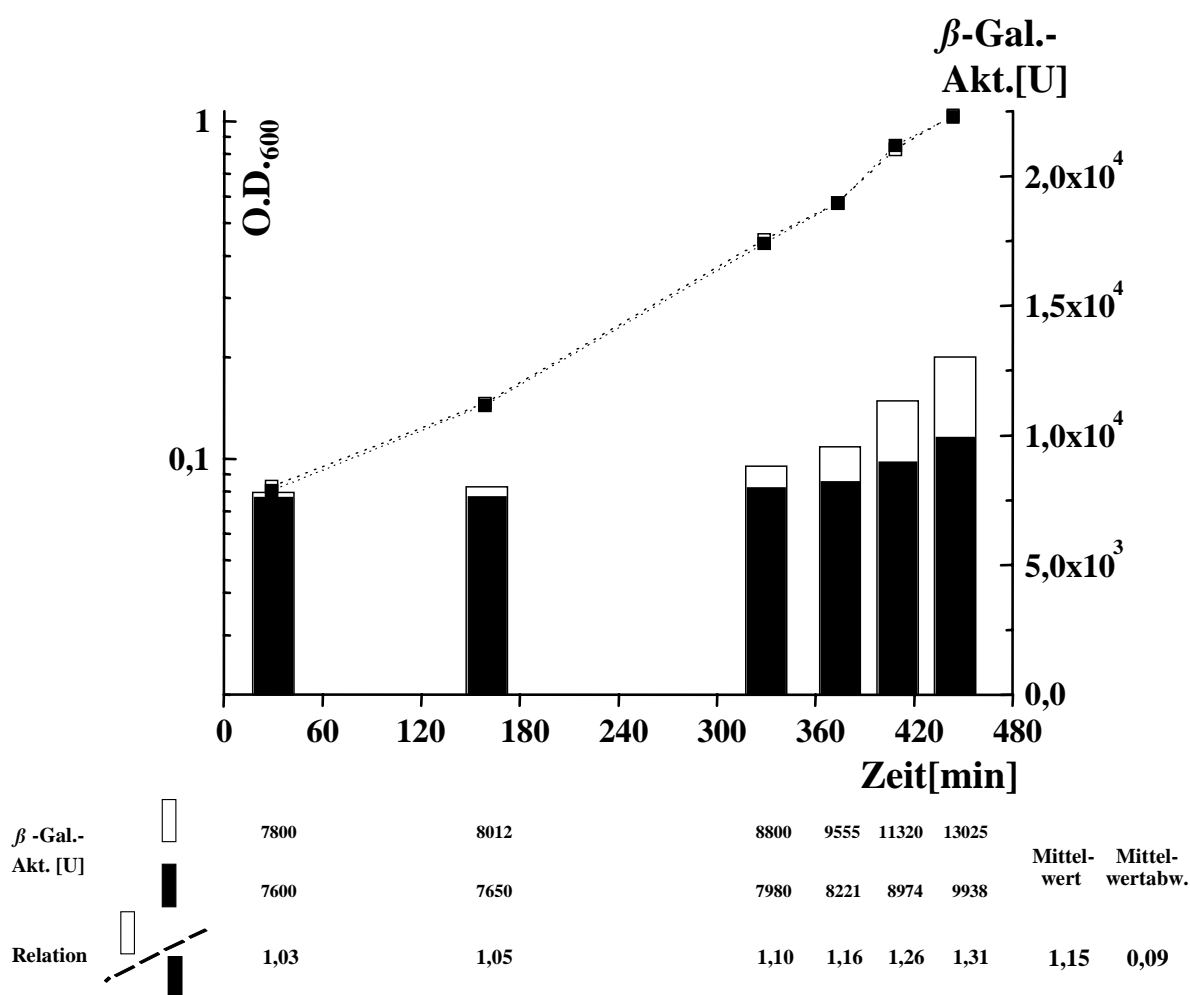 β-Gal.-
Akt.[U]
1
O.D.600
2,0x10^4
1,5x10^4
0,1
1,0x10^4
5,0x10^3
0,0
0 60 120 180 240 300 360 420 480
Zeit[min]
β -Gal.-
Akt. [U]
7800 8012 8800 9555 11320 13025
Mittel-
wert
Mittel-
wertabw.
7600 7650 7980 8221 8974 9938
Relation 1,03 1,05 1,10 1,16 1,26 1,31 1,15 0,09